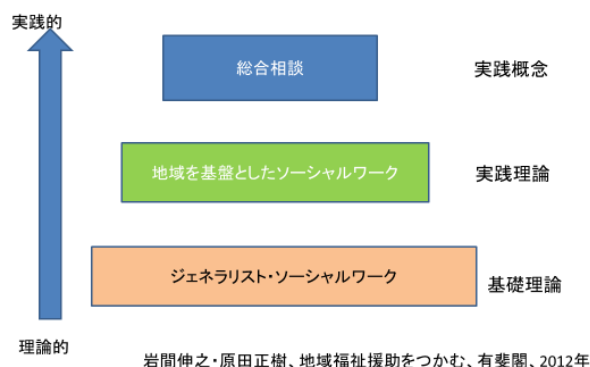 実践的
総合相談
実践概念
地域を基盤としたソーシャルワーク
実践理論
ジェネラリスト・ソーシャルワーク
基礎理論
理論的
岩間伸之・原田正樹、地域福祉援助をつかむ、有斐閣、2012年